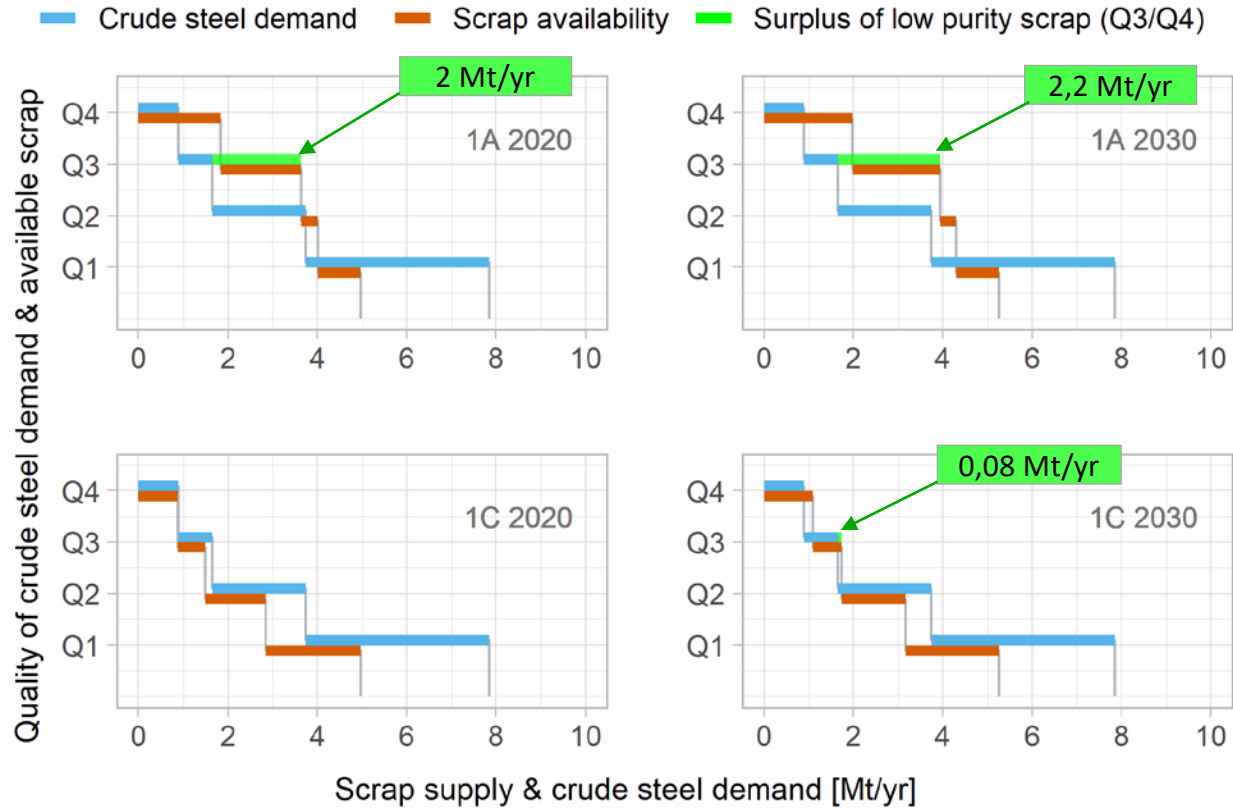 Crude steel demand
Scrap availability
Surplus of low purity scrap (Q3/Q4)
Quality of crude steel demand & available scrap
2 Mt/yr
Q4
Q3
Q2
Q1
1A 2020
0 2 4 6 8 10
2,2 Mt/yr
Q4
Q3
Q2
Q1
1A 2030
0 2 4 6 8 10
Q4
Q3
Q2
Q1
1C 2020
0 2 4 6 8 10
0,08 Mt/yr
Q4
Q3
Q2
Q1
1C 2030
0 2 4 6 8 10
Scrap supply & crude steel demand [Mt/yr]